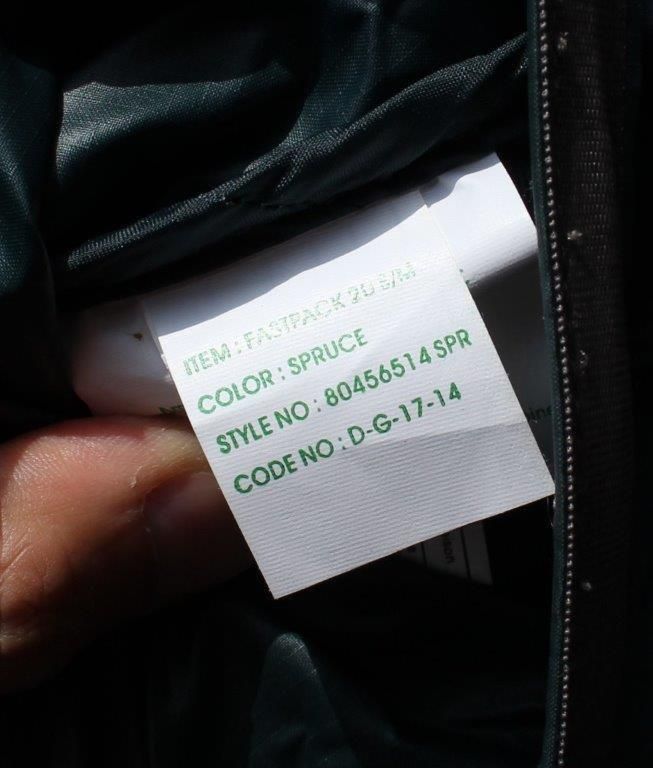 ITEM : FASTPACK 20 S/M
COLOR : SPRUCE
STYLE NO : 80456514 SPR
CODE NO : D-G-17-14